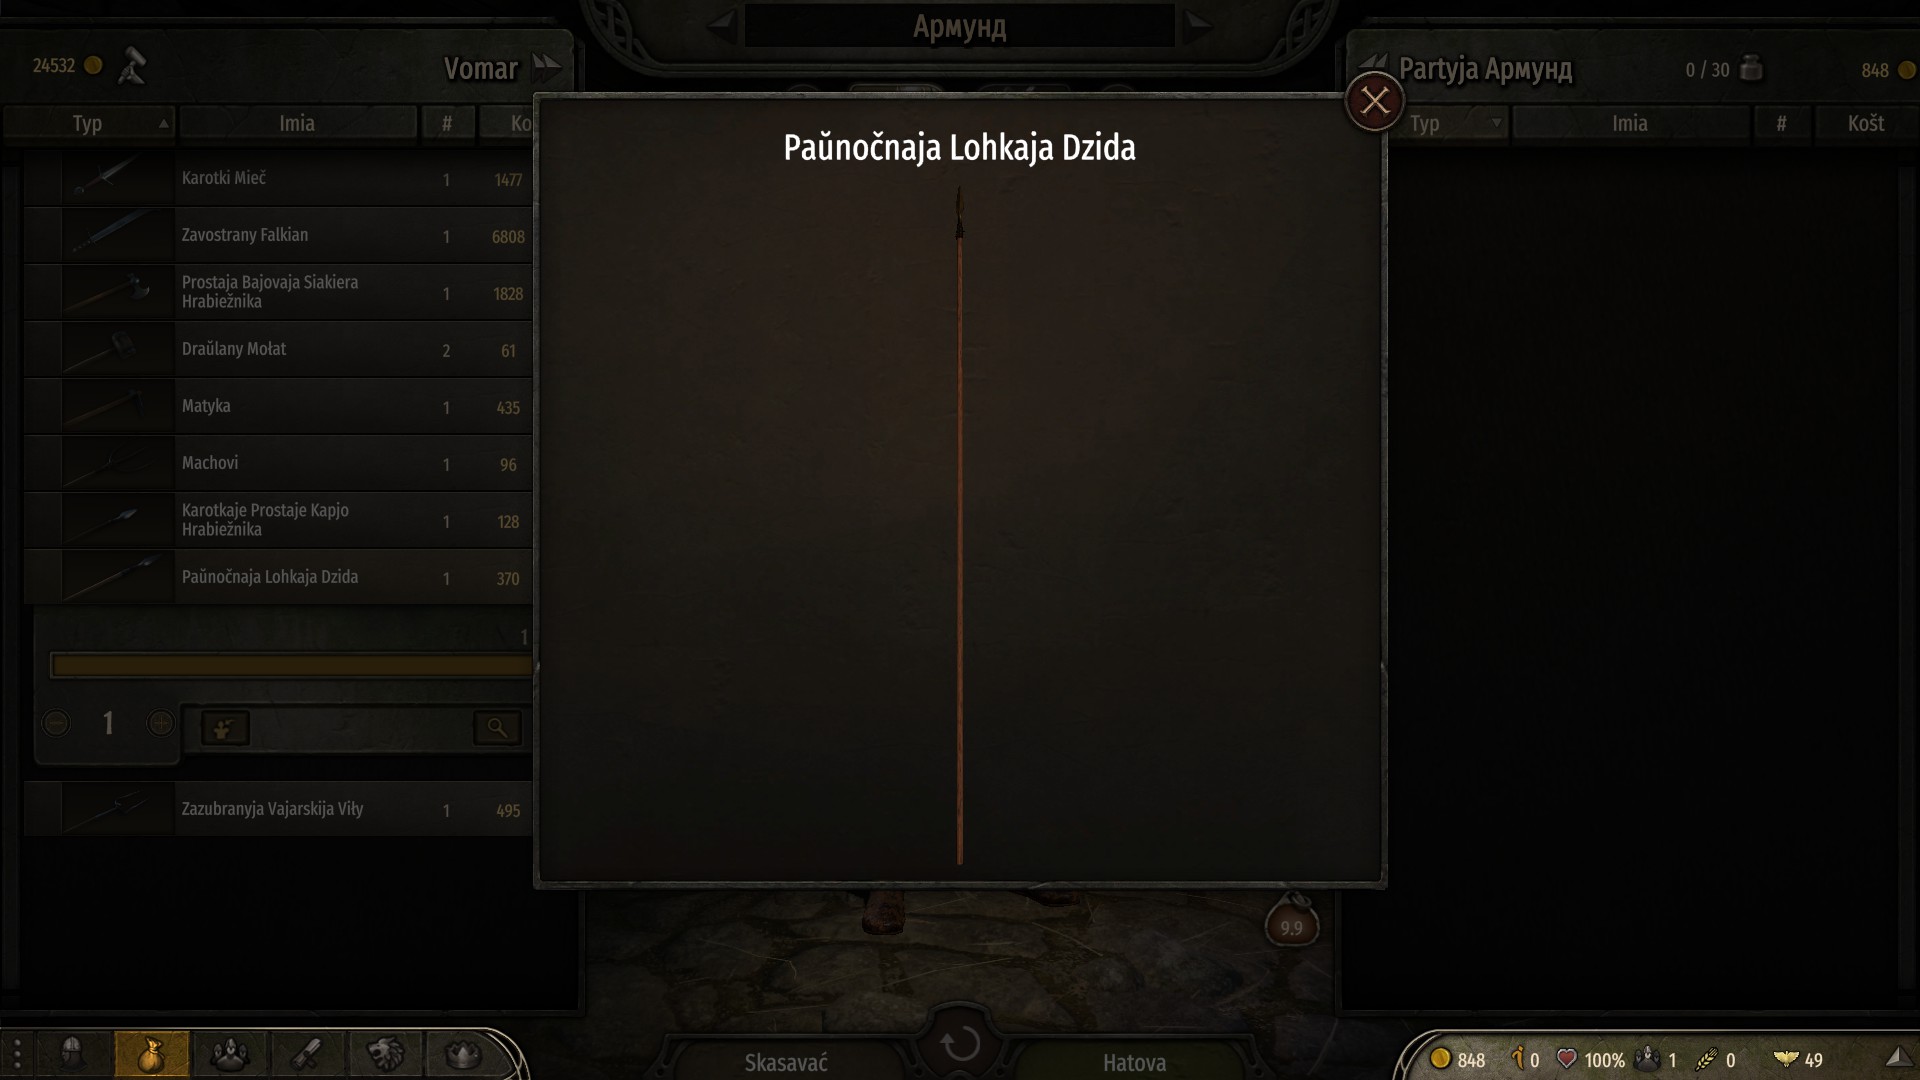 Армунд
24532
Vomar
Partyja Армунд
0 / 30
848
Typ
Imia
#
Ko
Typ
Imia
#
Košt
Paŭnočnaja Lohkaja Dzida
Karotki Mieč
1
1477
Zavostrany Falkian
1
6808
Prostaja Bajovaja Siakiera
Hrabiežnika
1
1828
Draŭlany Mołat
2
61
Matyka
1
435
Machovi
1
96
Karotkaje Prostaje Kapjo
Hrabiežnika
1
128
Paŭnočnaja Lohkaja Dzida
1
370
1
1
Zazubranyja Vajarskija Viły
1
495
9.9
Skasavać
Hatova
848
0
100%
1
0
49